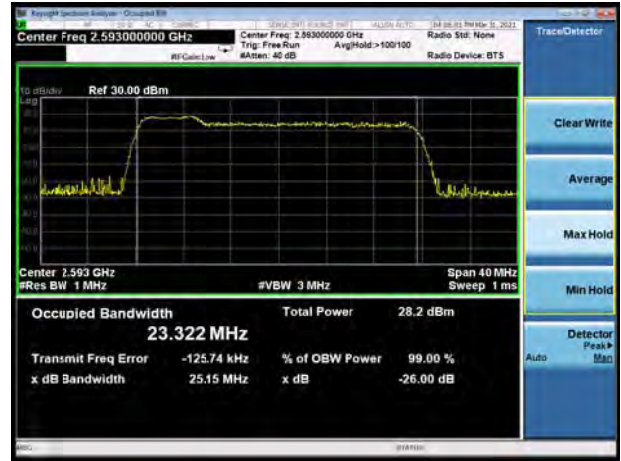 Keysight Spectrum Analyzer - Occupied BW
Center Freq 2.593000000 GHz
Center Freq: 2.593000000 GHz
Radio Std: None
Trig: Free Run
Avg|Hold:>100/100
#IFGain:Low
#Atten: 40 dB
Radio Device: BTS
10 dB/div
Ref 30.00 dBm
Log
Center 2.593 GHz
Span 40 MHz
#Res BW 1 MHz
#VBW 3 MHz
Sweep 1 ms
Occupied Bandwidth
Total Power
28.2 dBm
23.322 MHz
Transmit Freq Error
-125.74 kHz
% of OBW Power
99.00 %
x dB Bandwidth
25.15 MHz
x dB
-26.00 dB
Trace/Detector
Clear Write
Average
Max Hold
Min Hold
Detector
Peak▶
Auto
Man
MSG
STATUS